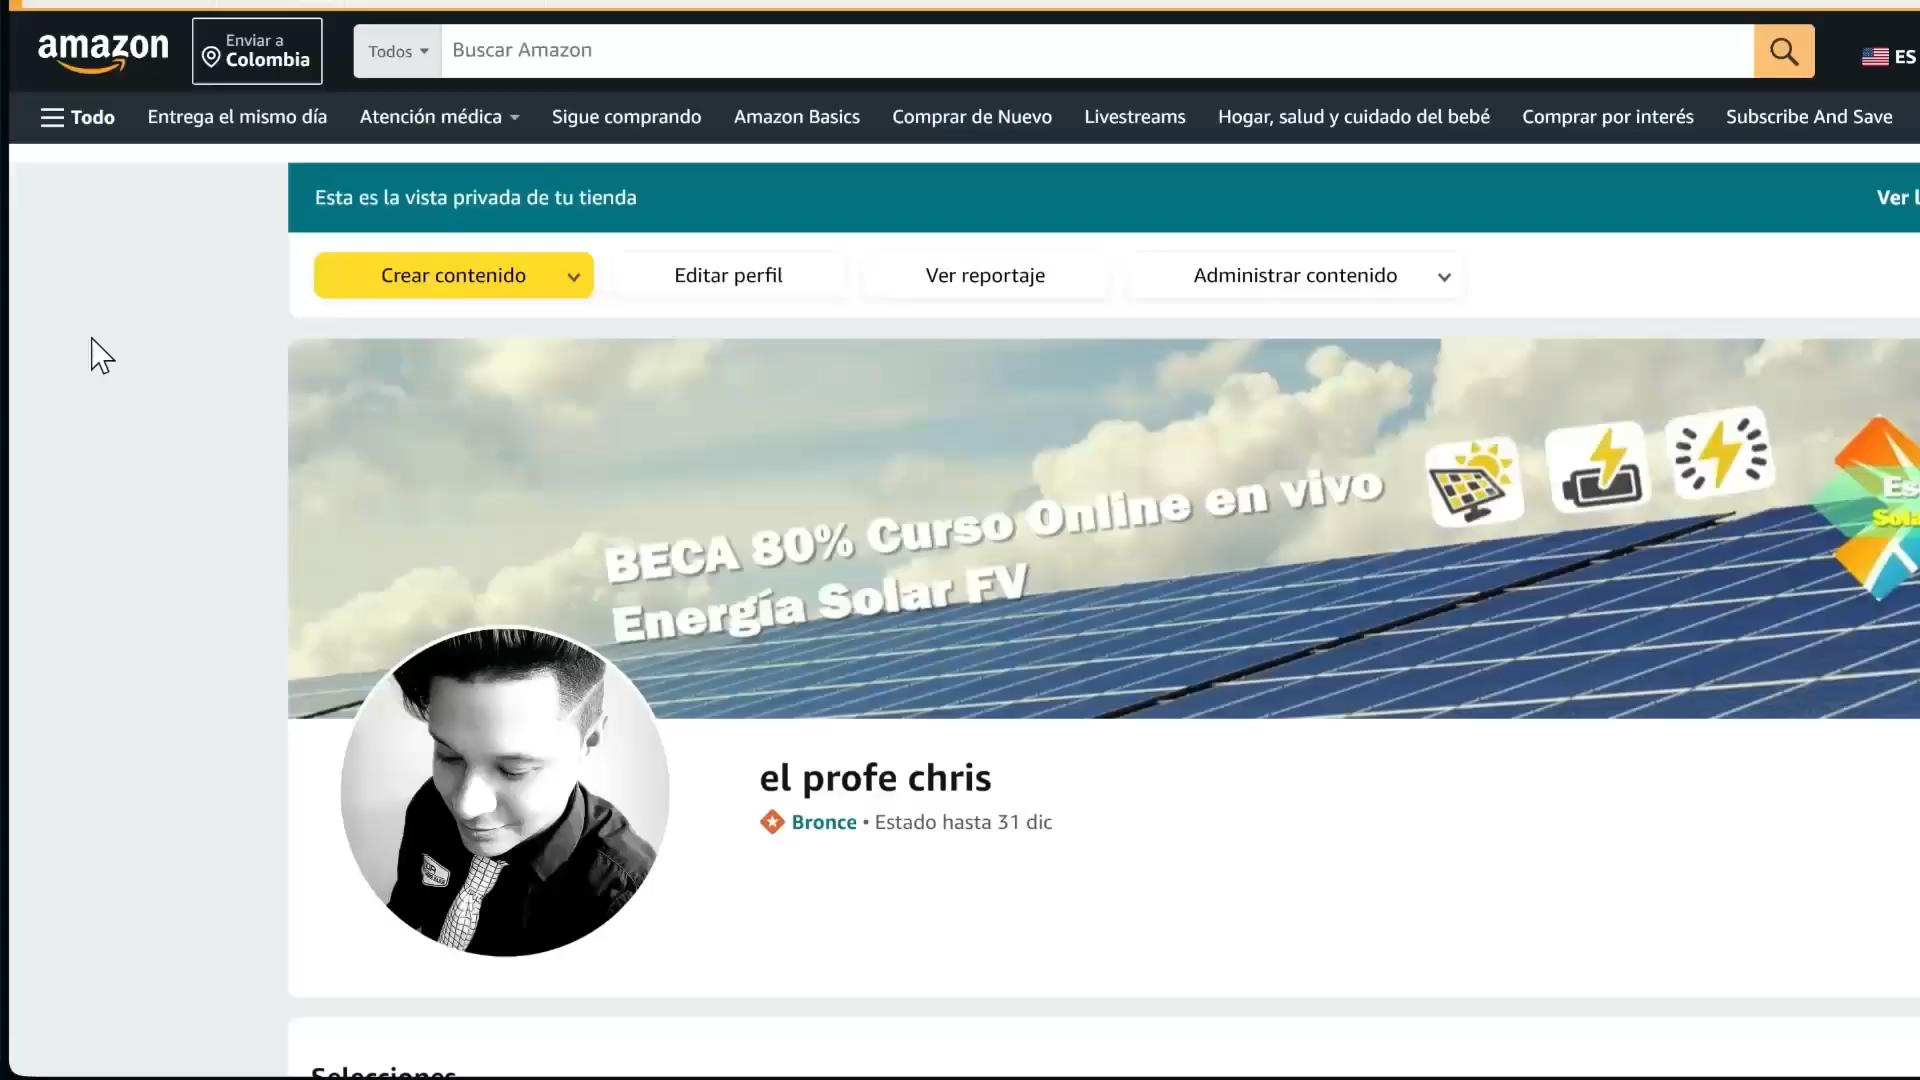 amazon
Enviar a
Colombia
Todos
Buscar Amazon
ES
Todo
Entrega el mismo día
Atención médica
Sigue comprando
Amazon Basics
Comprar de Nuevo
Livestreams
Hogar, salud y cuidado del bebé
Comprar por interés
Subscribe And Save
Esta es la vista privada de tu tienda
Ver
Crear contenido
Editar perfil
Ver reportaje
Administrar contenido
BECA 80% Curso Online en vivo
Energía Solar FV
el profe chris
Bronce • Estado hasta 31 dic
Selecciones